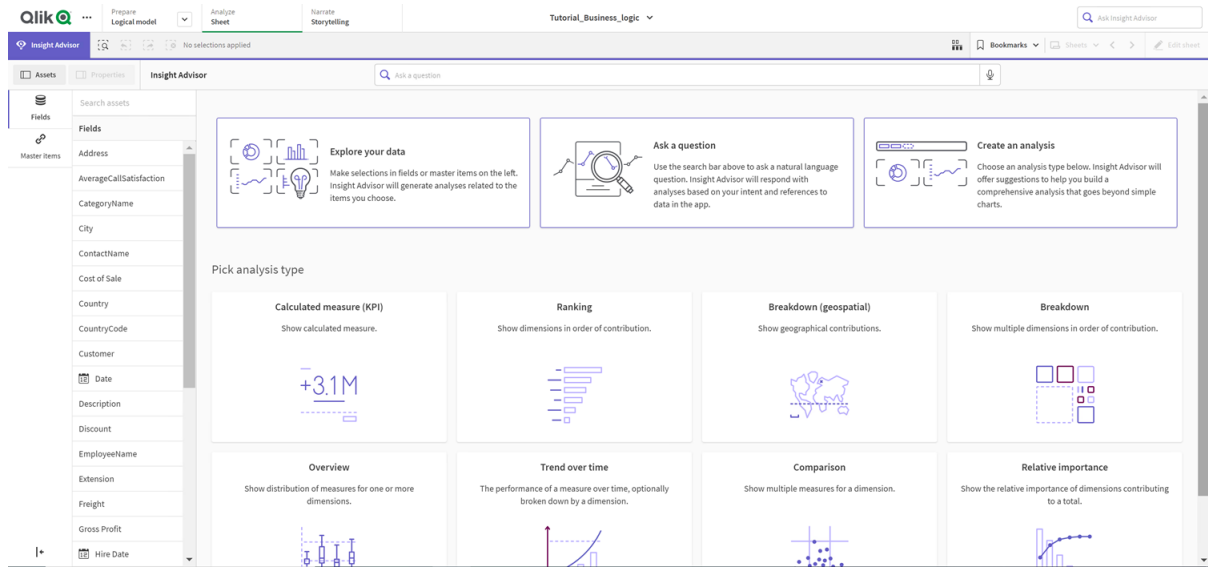 Qlik
Prepare
Logical model
Analyze
Sheet
Narrate
Storytelling
Tutorial_Business_logic
Ask Insight Advisor
Insight Advisor
No selections applied
Bookmarks
Sheets
Edit sheet
Assets
Properties
Insight Advisor
Ask a question
Fields
Master Items
Search assets
Fields
Address
AverageCallSatisfaction
CategoryName
City
ContactName
Cost of Sale
Country
CountryCode
Customer
Date
Description
Discount
EmployeeName
Extension
Freight
Gross Profit
Hire Date
Explore your data
Make selections in fields or master items on the left.
Insight Advisor will generate analyses related to the
items you choose.
Ask a question
Use the search bar above to ask a natural language
question. Insight Advisor will respond with
analyses based on your intent and references to
data in the app.
Create an analysis
Choose an analysis type below. Insight Advisor will
offer suggestions to help you build a
comprehensive analysis that goes beyond simple
charts.
Pick analysis type
Calculated measure (KPI)
Show calculated measure.
+3.1M
Ranking
Show dimensions in order of contribution.
Breakdown (geospatial)
Show geographical contributions.
Breakdown
Show multiple dimensions in order of contribution.
Overview
Show distribution of measures for one or more
dimensions.
Trend over time
The performance of a measure over time, optionally
broken down by a dimension.
Comparison
Show multiple measures for a dimension.
Relative importance
Show the relative importance of dimensions contributing
to a total.